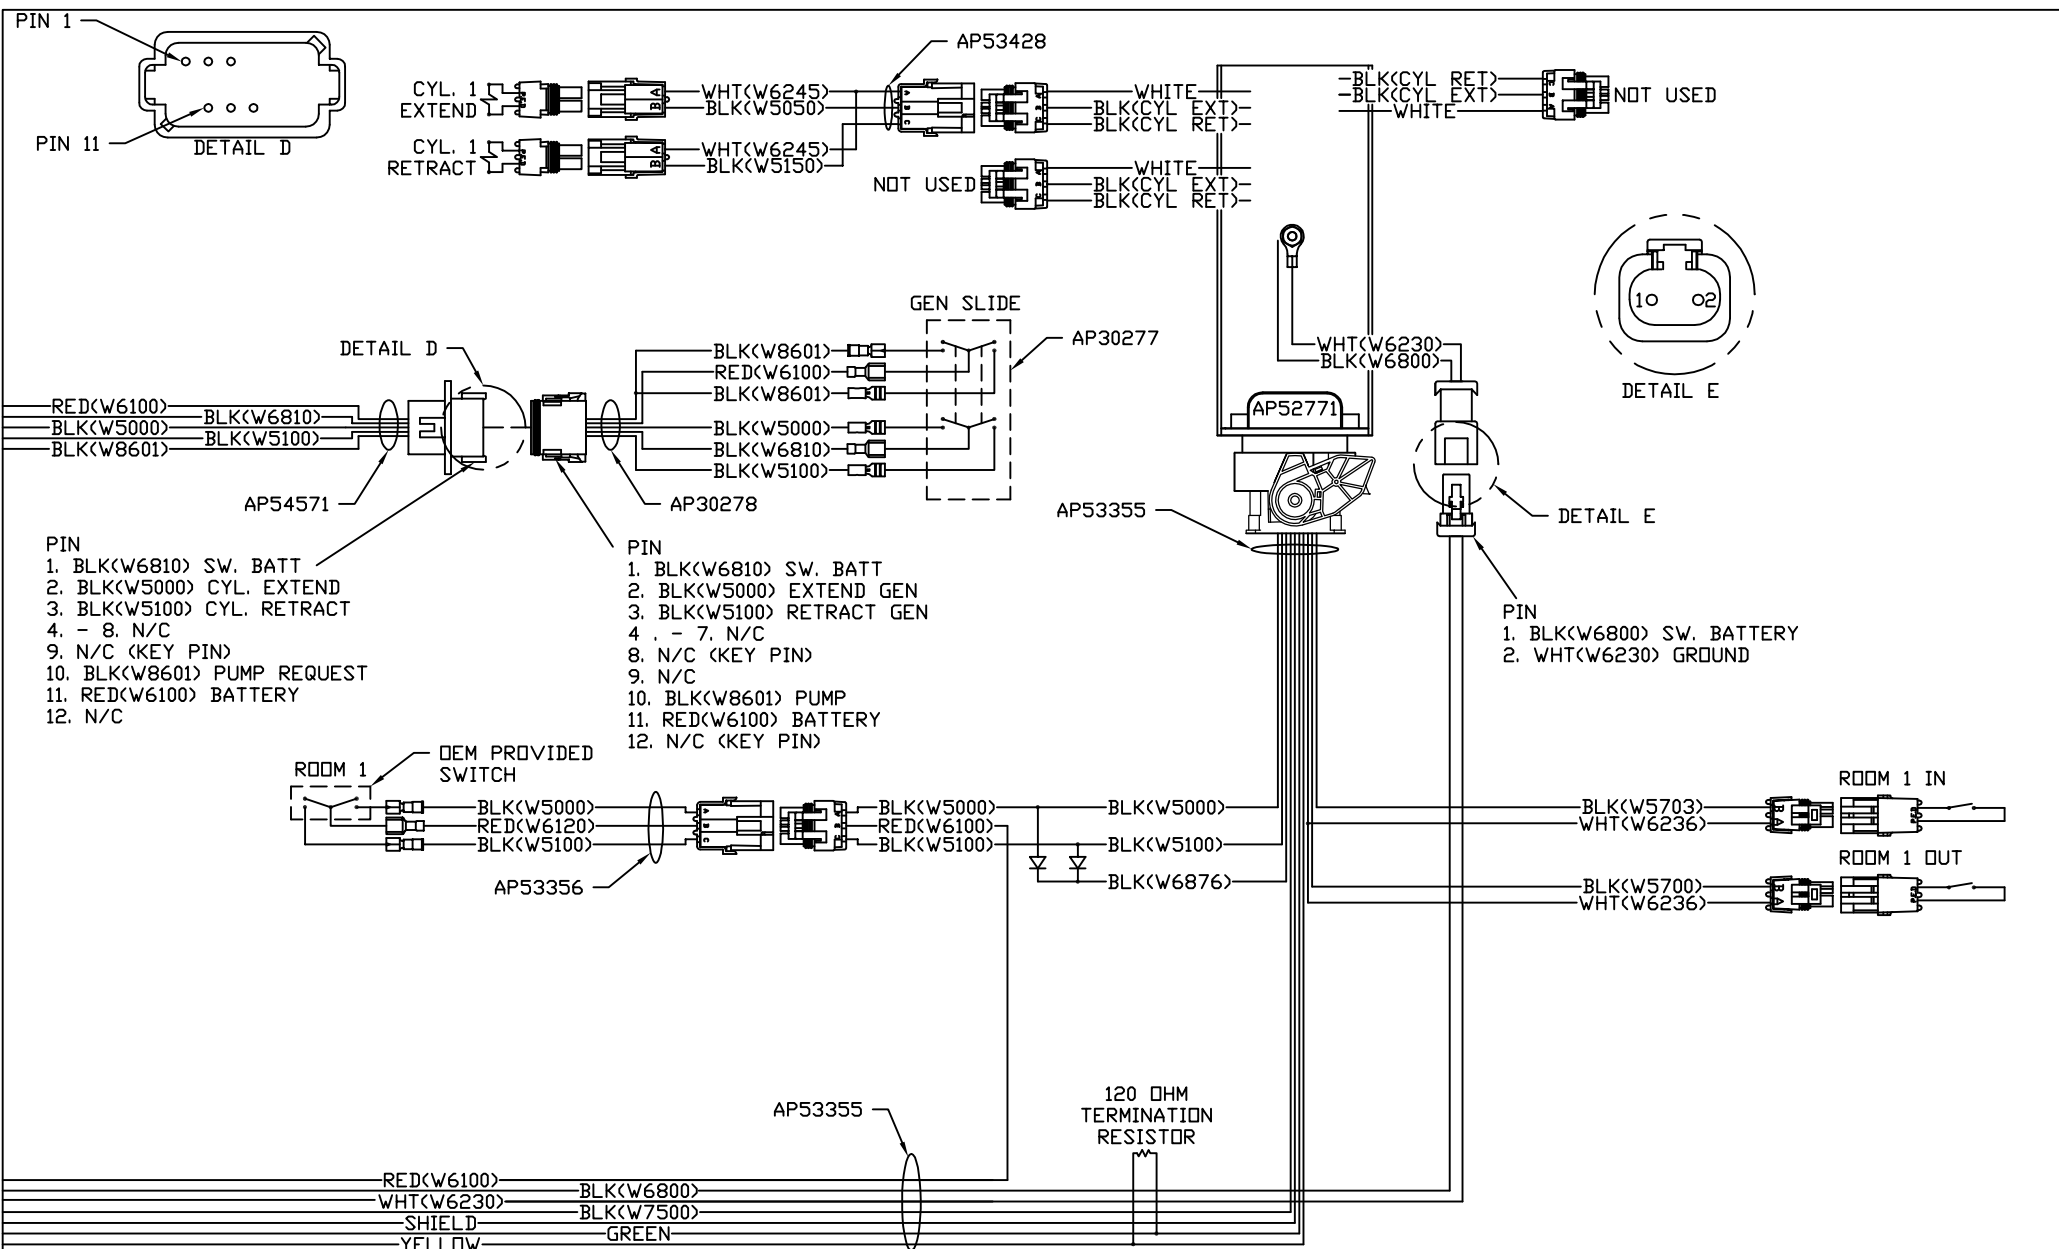 PIN 1
PIN 11
DETAIL D
CYL. 1
EXTEND
B A
WHT(W6245)
BLK(W5050)
CYL. 1
RETRACT
B A
WHT(W6245)
BLK(W5150)
AP53428
A
B
C
WHITE
BLK(CYL EXT)
BLK(CYL RET)
NOT USED
WHITE
BLK(CYL EXT)
BLK(CYL RET)
BLK(CYL RET)
BLK(CYL EXT)
WHITE
NOT USED
1
2
DETAIL E
WHT(W6230)
BLK(W6800)
GEN SLIDE
AP30277
DETAIL D
BLK(W8601)
RED(W6100)
BLK(W8601)
BLK(W5000)
BLK(W6810)
BLK(W5100)
RED(W6100)
BLK(W6810)
BLK(W5000)
BLK(W5100)
BLK(W8601)
AP54571
AP30278
AP52771
AP53355
DETAIL E
PIN
1. BLK(W6810) SW. BATT
2. BLK(W5000) CYL. EXTEND
3. BLK(W5100) CYL. RETRACT
4. - 8. N/C
9. N/C (KEY PIN)
10. BLK(W8601) PUMP REQUEST
11. RED(W6100) BATTERY
12. N/C
PIN
1. BLK(W6810) SW. BATT
2. BLK(W5000) EXTEND GEN
3. BLK(W5100) RETRACT GEN
4 . - 7. N/C
8. N/C (KEY PIN)
9. N/C
10. BLK(W8601) PUMP
11. RED(W6100) BATTERY
12. N/C (KEY PIN)
PIN
1. BLK(W6800) SW. BATTERY
2. WHT(W6230) GROUND
ROOM 1
OEM PROVIDED
SWITCH
BLK(W5000)
RED(W6120)
BLK(W5100)
AP53356
A
B
C
BLK(W5000)
RED(W6100)
BLK(W5100)
BLK(W5000)
BLK(W5100)
BLK(W6876)
ROOM 1 IN
BLK(W5703)
WHT(W6236)
B
A
ROOM 1 OUT
BLK(W5700)
WHT(W6236)
B
A
120 OHM
TERMINATION
RESISTOR
AP53355
RED(W6100)
BLK(W6800)
WHT(W6230)
BLK(W7500)
SHIELD
GREEN
YELLOW